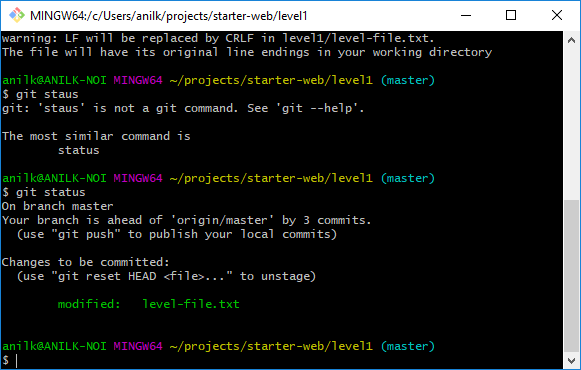 MINGW64:/c/Users/anilk/projects/starter-web/level1
warning: LF will be replaced by CRLF in level1/level-file.txt.
The file will have its original line endings in your working directory
anilk@ANILK-NOI MINGW64 ~/projects/starter-web/level1 (master)
$ git staus
git: 'staus' is not a git command. See 'git --help'.
The most similar command is
        status
anilk@ANILK-NOI MINGW64 ~/projects/starter-web/level1 (master)
$ git status
On branch master
Your branch is ahead of 'origin/master' by 3 commits.
  (use "git push" to publish your local commits)
Changes to be committed:
  (use "git reset HEAD <file>..." to unstage)
        modified:   level-file.txt
anilk@ANILK-NOI MINGW64 ~/projects/starter-web/level1 (master)
$